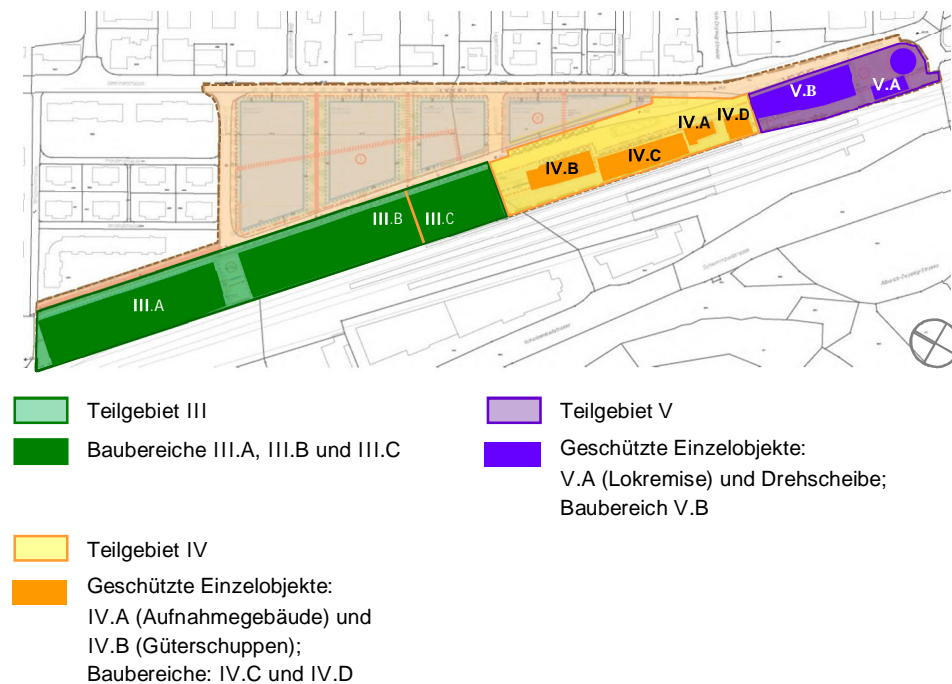 V.B
V.A
IV.A
IV.D
IV.B
IV.C
III.B
III.C
III.A
Teilgebiet III
Baubereiche III.A, III.B und III.C
Teilgebiet V
Geschützte Einzelobjekte:
V.A (Lokremise) und Drehscheibe;
Baubereich V.B
Teilgebiet IV
Geschützte Einzelobjekte:
IV.A (Aufnahmegebäude) und
IV.B (Güterschuppen);
Baubereiche: IV.C und IV.D